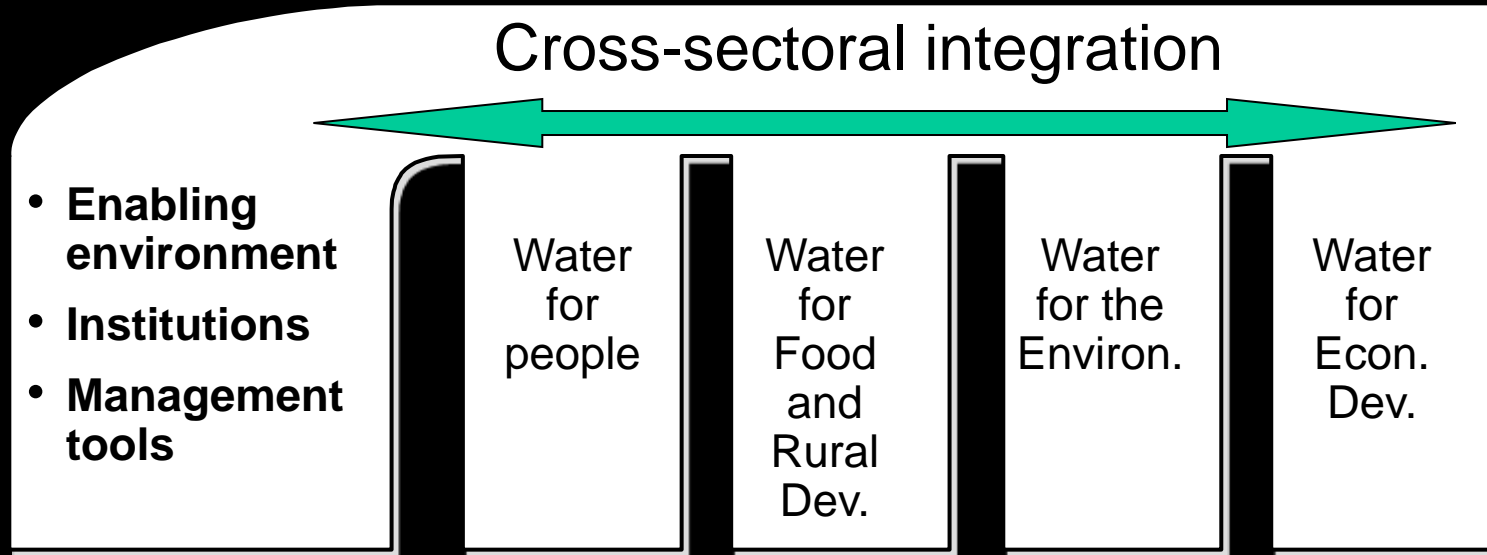 Cross-sectoral integration
• Enabling
environment
• Institutions
• Management
tools
Water
for
people
Water
for
Food
and
Rural
Dev.
Water
for the
Environ.
Water
for
Econ.
Dev.